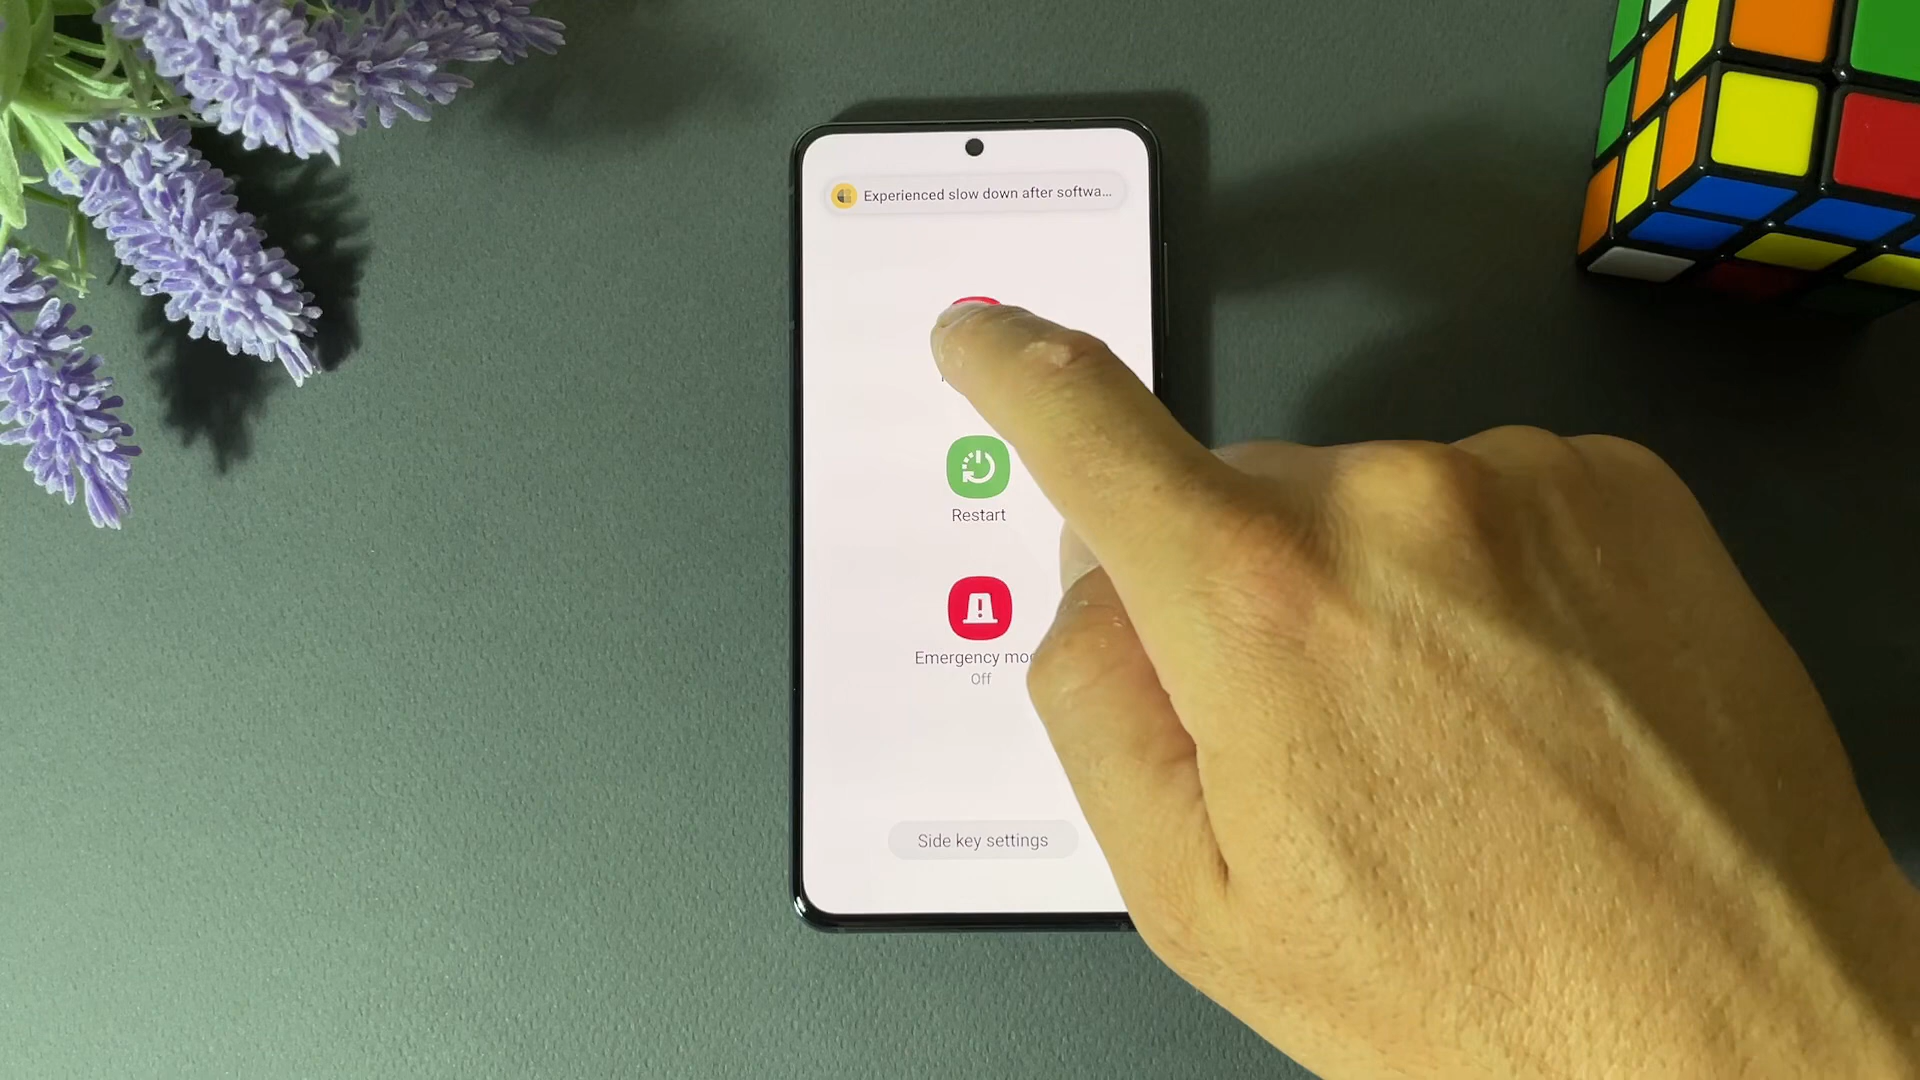 Experienced slow down after softwa...
Restart
Emergency mo
Off
Side key settings